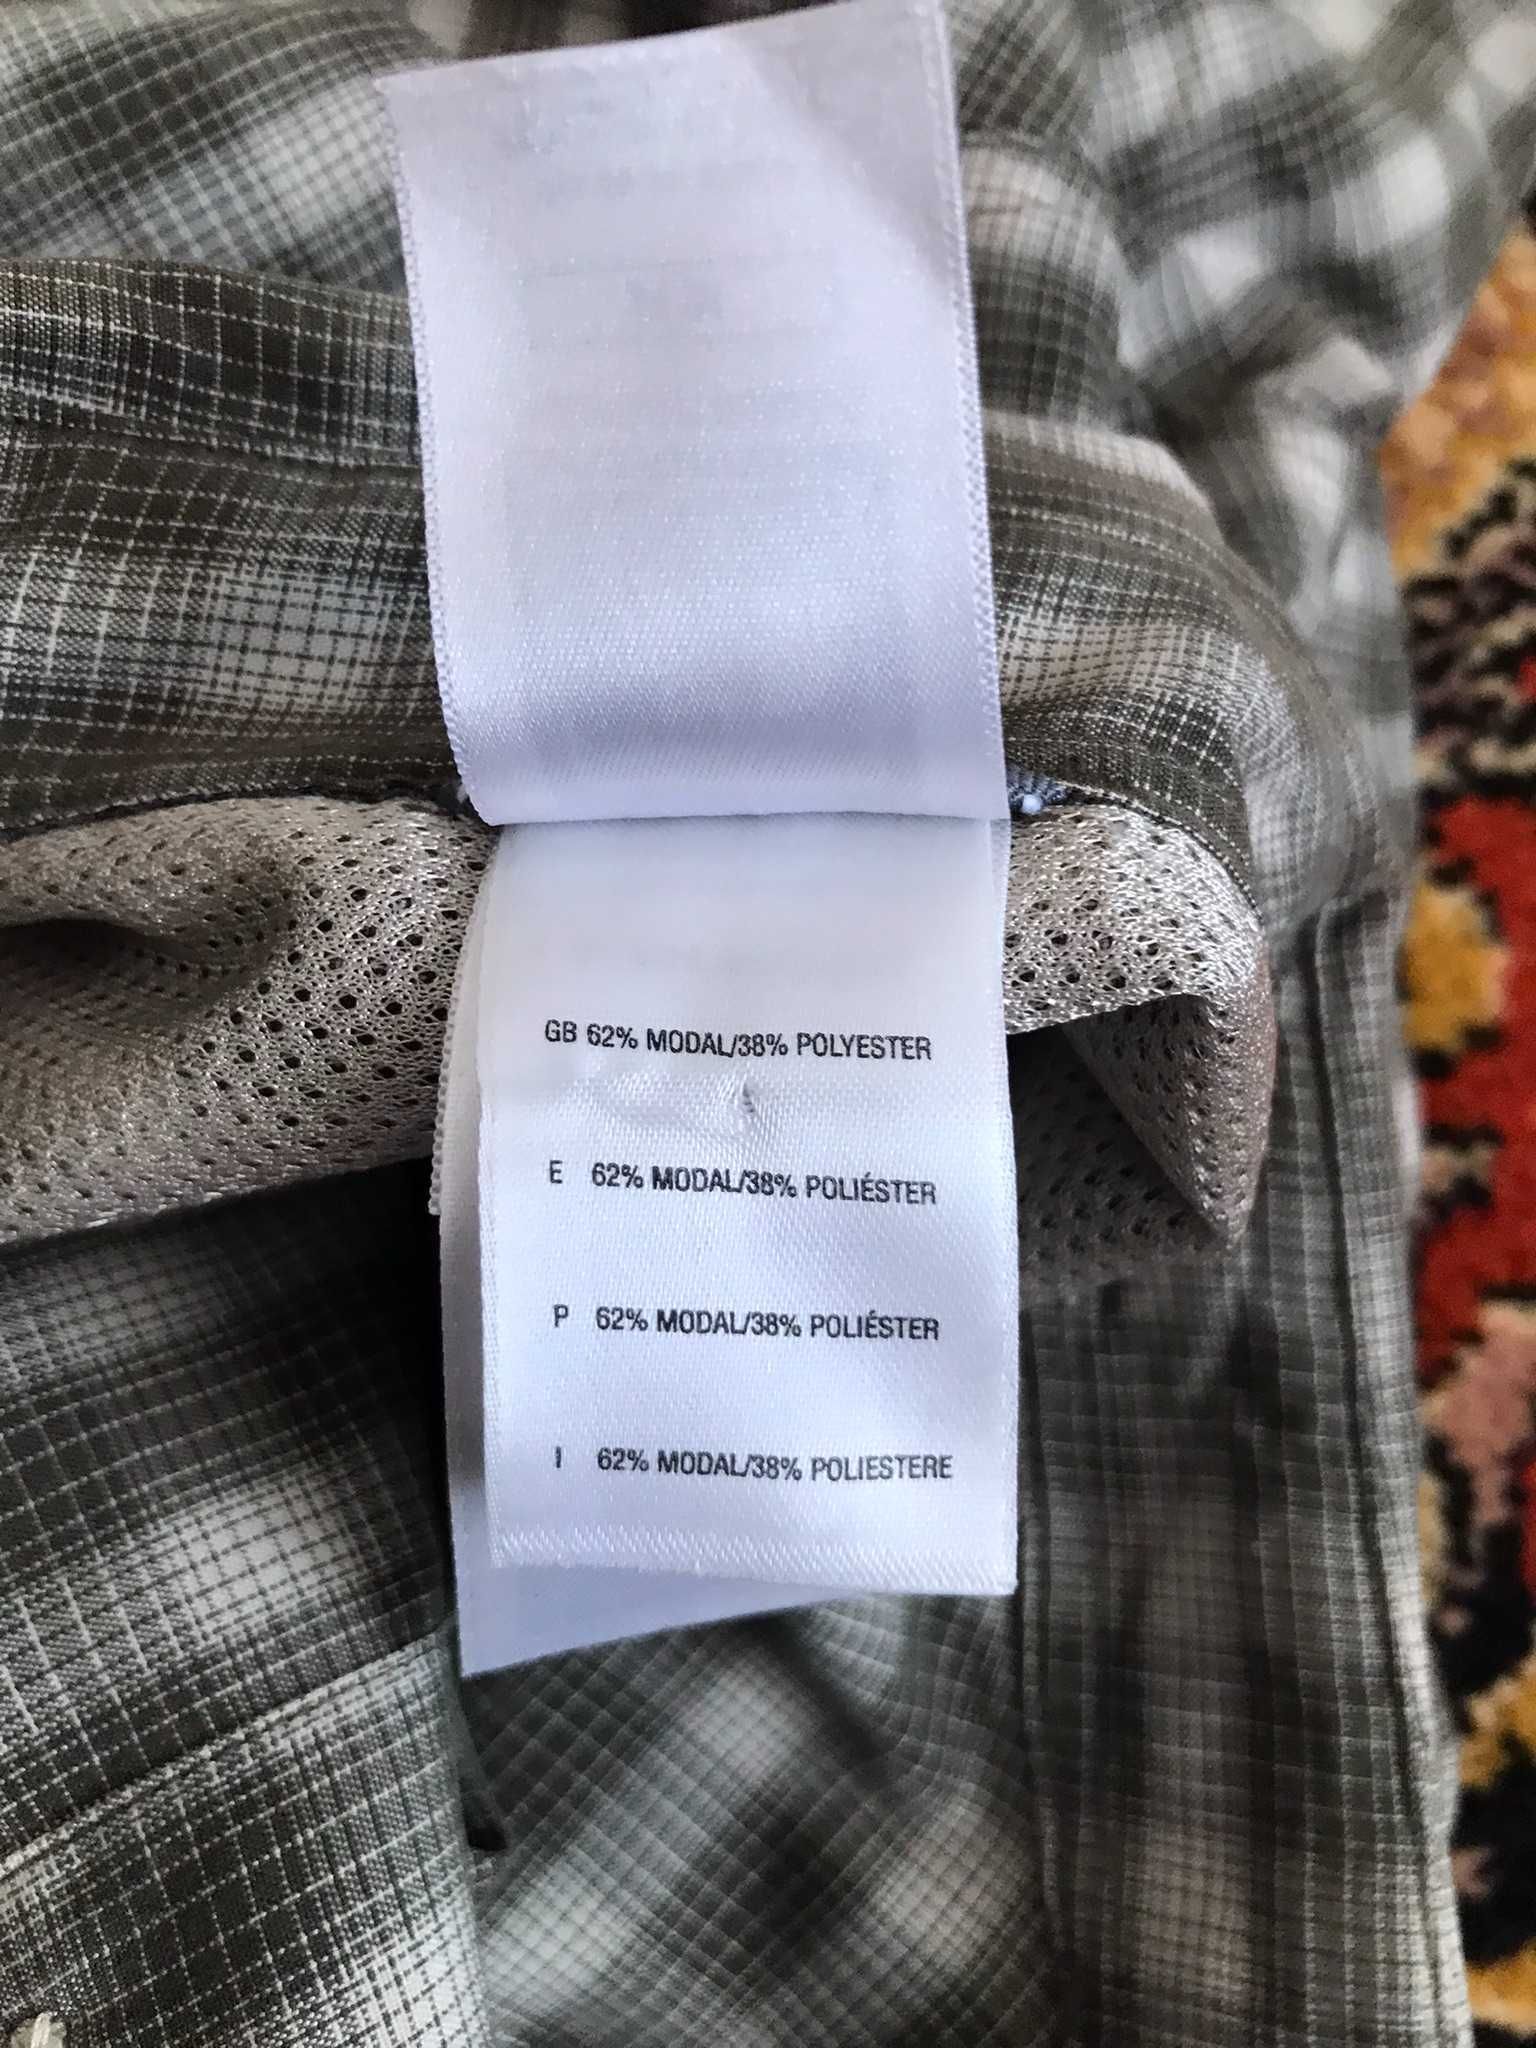 GB 62% MODAL/38% POLYESTER
E 62% MODAL/38% POLIÉSTER
P 62% MODAL/38% POLIÉSTER
I 62% MODAL/38% POLIESTERE